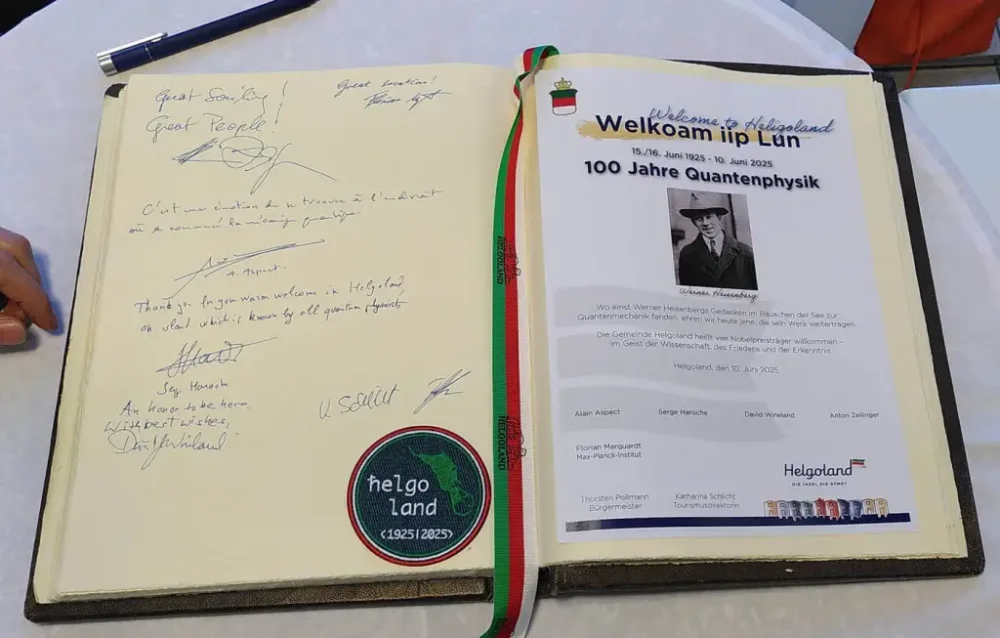 Great Smiling !
Great People!
Great location!
C'est une émotion de se trouver à l'endroit
où a commencé la mécanique quantique
A. Aspect.
Thank you for your warm welcome in Helgoland,
an island which is known by all quantum physicists
Serge Haroche
An honor to be here,
With best wishes,
David J Wineland
K Schlicht
ħelgo
land
⟨1925|2025⟩
HELGOLAND
HELGOLAND
Welcome to Heligoland
Welkoam iip Lun
15./16. Juni 1925 - 10. Juni 2025
100 Jahre Quantenphysik
Werner Heisenberg
Wo einst Werner Heisenbergs Gedanken im Rauschen der See zur
Quantenmechanik fanden, ehren wir heute jene, die sein Werk weitertragen.
Die Gemeinde Helgoland heißt vier Nobelpreisträger willkommen –
im Geist der Wissenschaft, des Friedens und der Erkenntnis.
Helgoland, den 10. Juni 2025
Alain Aspect Serge Haroche David Wineland Anton Zeilinger
Florian Marquardt
Max-Planck-Institut
Helgoland
DIE INSEL DIE ATMET
Thorsten Pollmann Katharina Schlicht
Bürgermeister Tourismusdirektorin